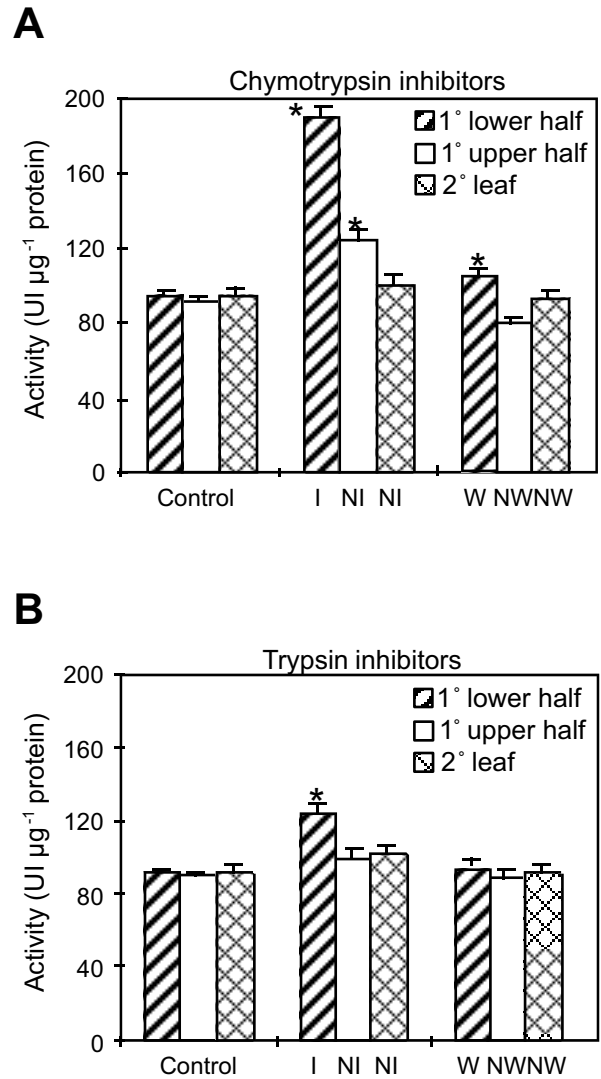 A
Chymotrypsin inhibitors
200
160
120
80
40
0
Activity (UI µg⁻¹ protein)
1° lower half
1° upper half
2° leaf
*
*
*
Control
I NI NI
W NWNW
B
Trypsin inhibitors
200
160
120
80
40
0
Activity (UI µg⁻¹ protein)
1° lower half
1° upper half
2° leaf
*
Control
I NI NI
W NWNW